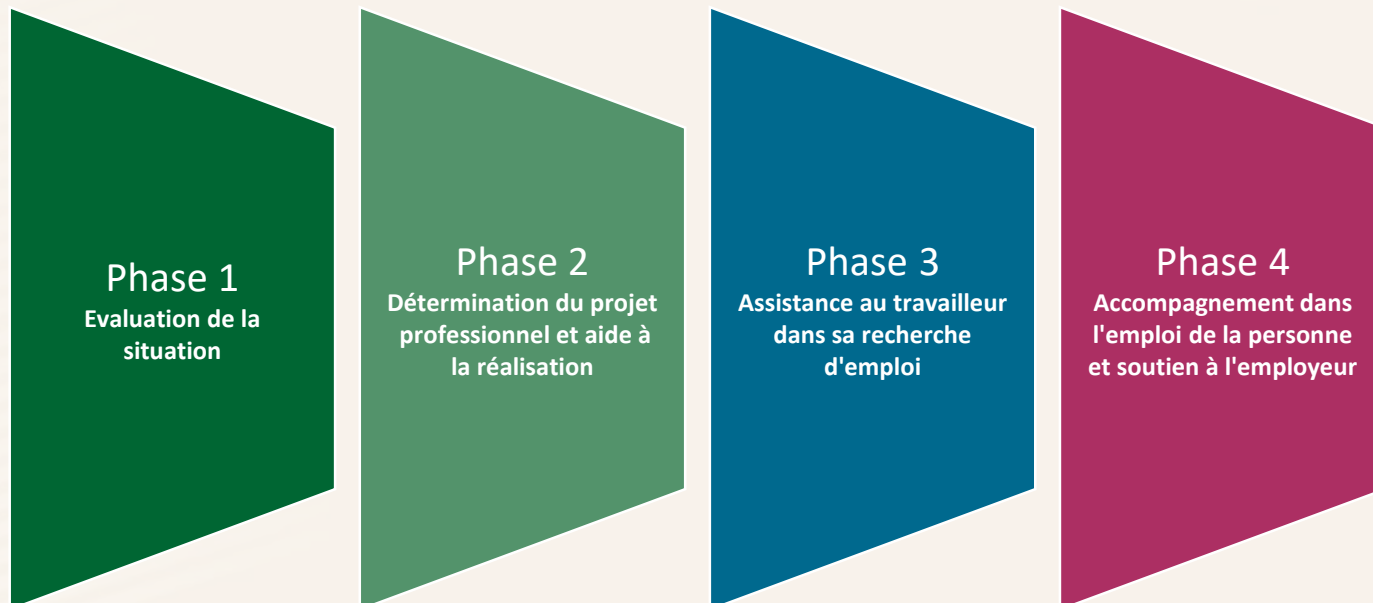 Phase 1
Evaluation de la
situation
Phase 2
Détermination du projet
professionnel et aide à
la réalisation
Phase 3
Assistance au travailleur
dans sa recherche
d'emploi
Phase 4
Accompagnement dans
l'emploi de la personne
et soutien à l'employeur